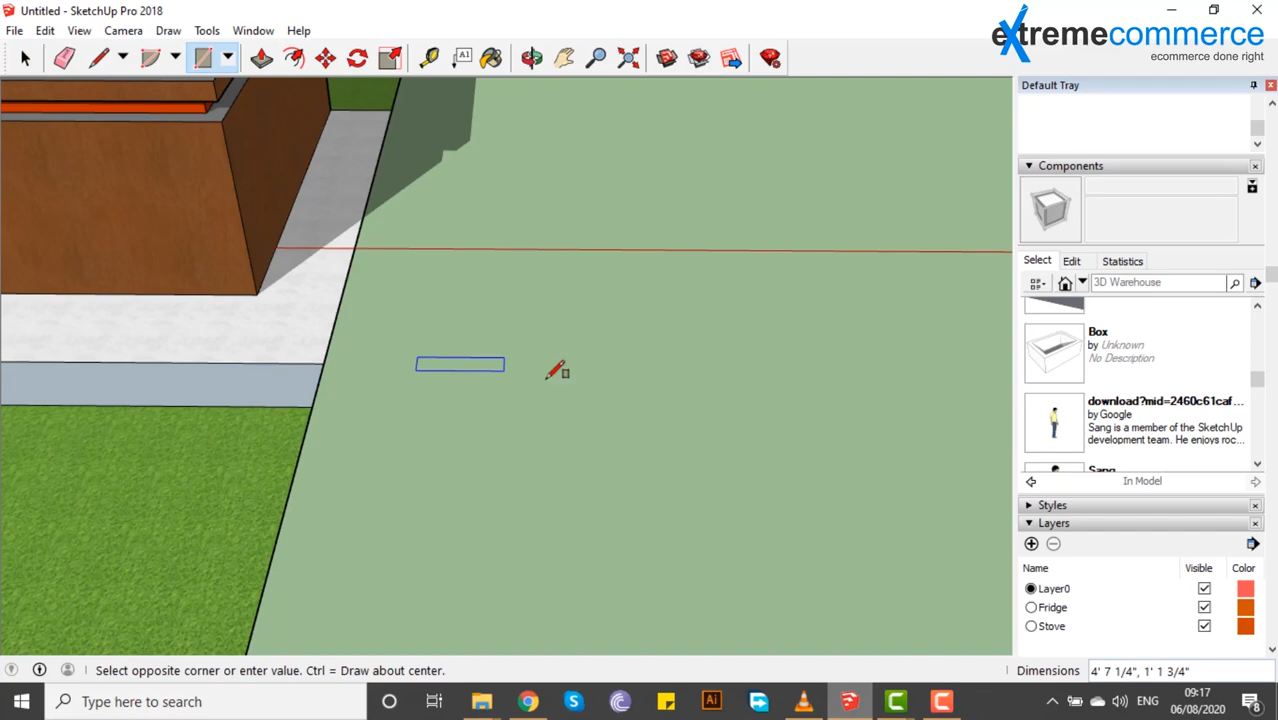 Untitled - SketchUp Pro 2018
File Edit View Camera Draw Tools Window Help
extremecommerce
ecommerce done right
Default Tray
Components
Select Edit Statistics
3D Warehouse
Box
by Unknown
No Description
download?mid=2460c61caf...
by Google
Sang is a member of the SketchUp
development team. He enjoys roc...
Sang
In Model
Styles
Layers
Name Visible Color
Layer0
Fridge
Stove
Select opposite corner or enter value. Ctrl = Draw about center.
Dimensions 4' 7 1/4", 1' 1 3/4"
Type here to search
Ai
ENG
09:17
06/08/2020
8